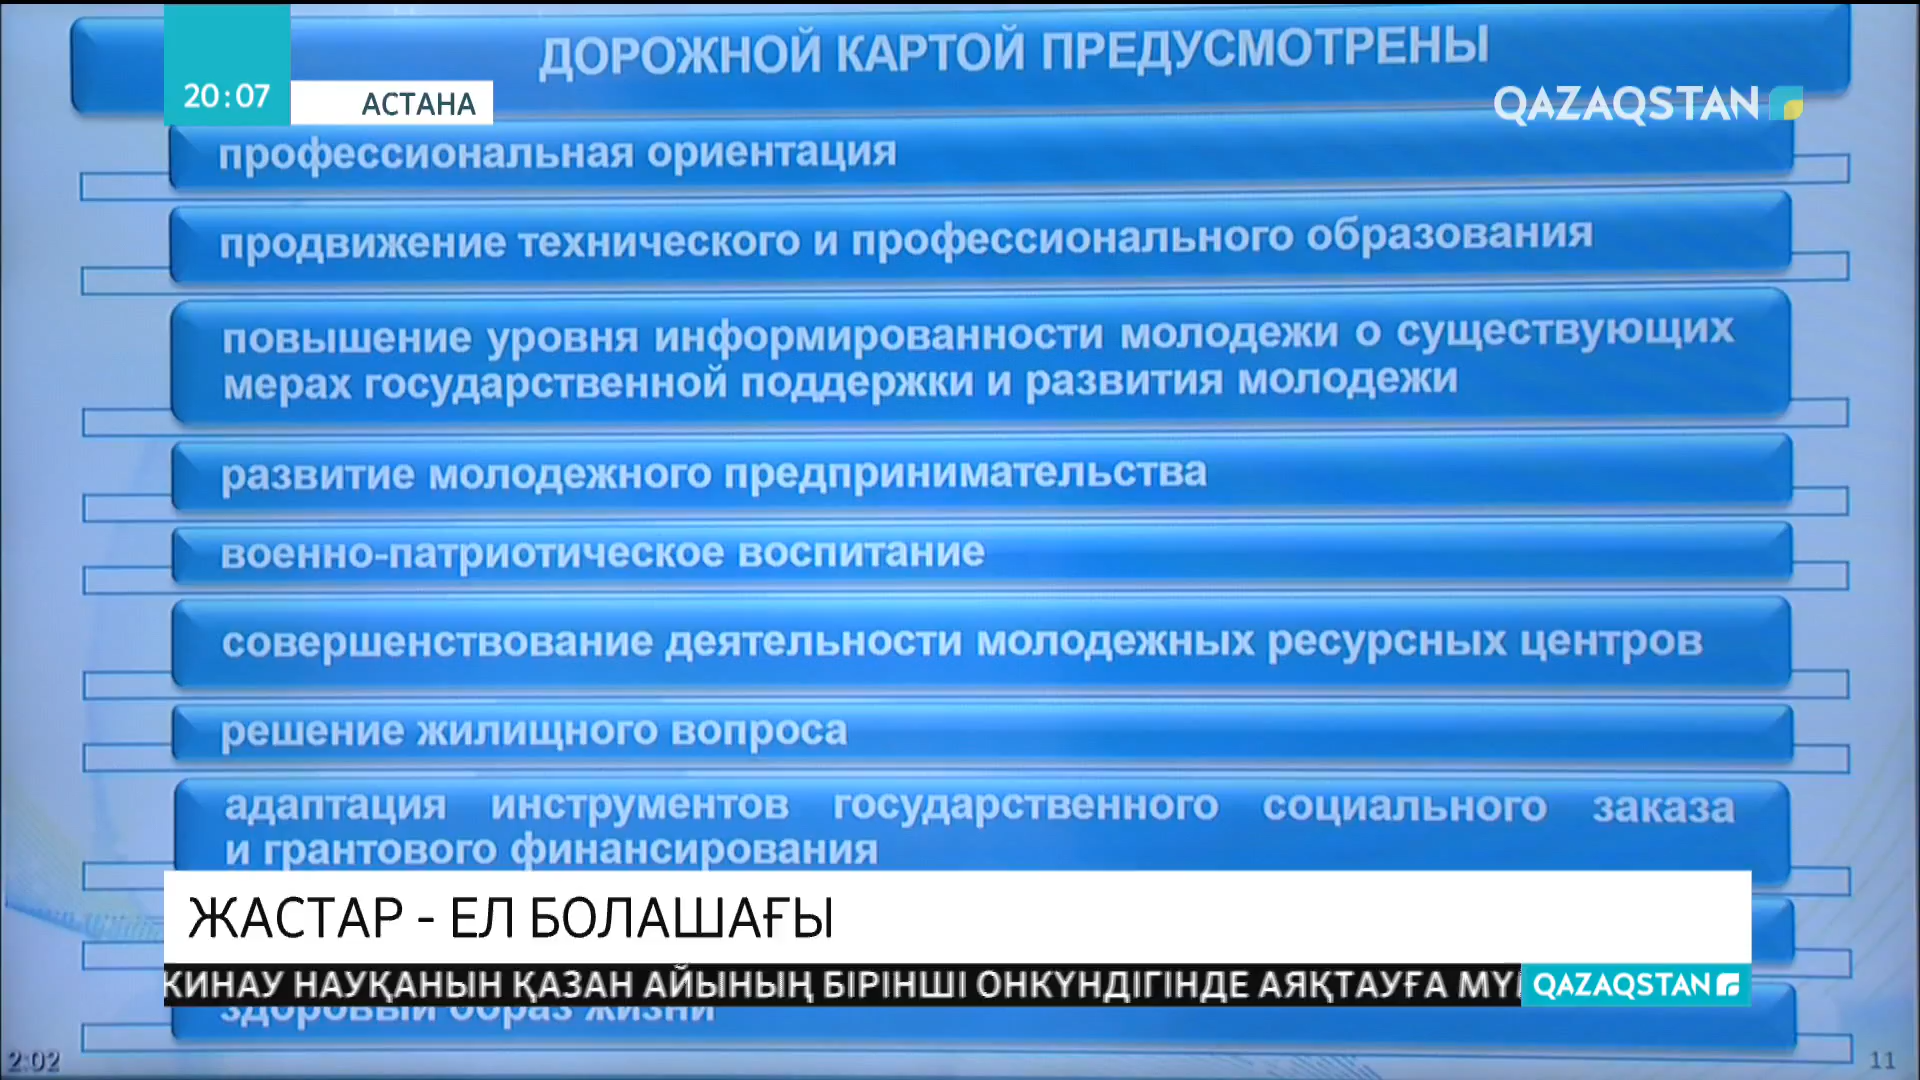 ДОРОЖНОЙ КАРТОЙ ПРЕДУСМОТРЕНЫ
20:07
АСТАНА
QAZAQSTAN
профессиональная ориентация
продвижение технического и профессионального образования
повышение уровня информированности молодежи о существующих
мерах государственной поддержки и развития молодежи
развитие молодежного предпринимательства
военно-патриотическое воспитание
совершенствование деятельности молодежных ресурсных центров
решение жилищного вопроса
адаптация инструментов государственного социального заказа
и грантового финансирования
ЖАСТАР - ЕЛ БОЛАШАҒЫ
НАУҚАНЫН ҚАЗАН АЙЫНЫҢ БІРІНШІ ОНКҮНДІГІНДЕ АЯҚТАУҒА
QAZAQSTAN
здоровый образ жизни
2:02
11